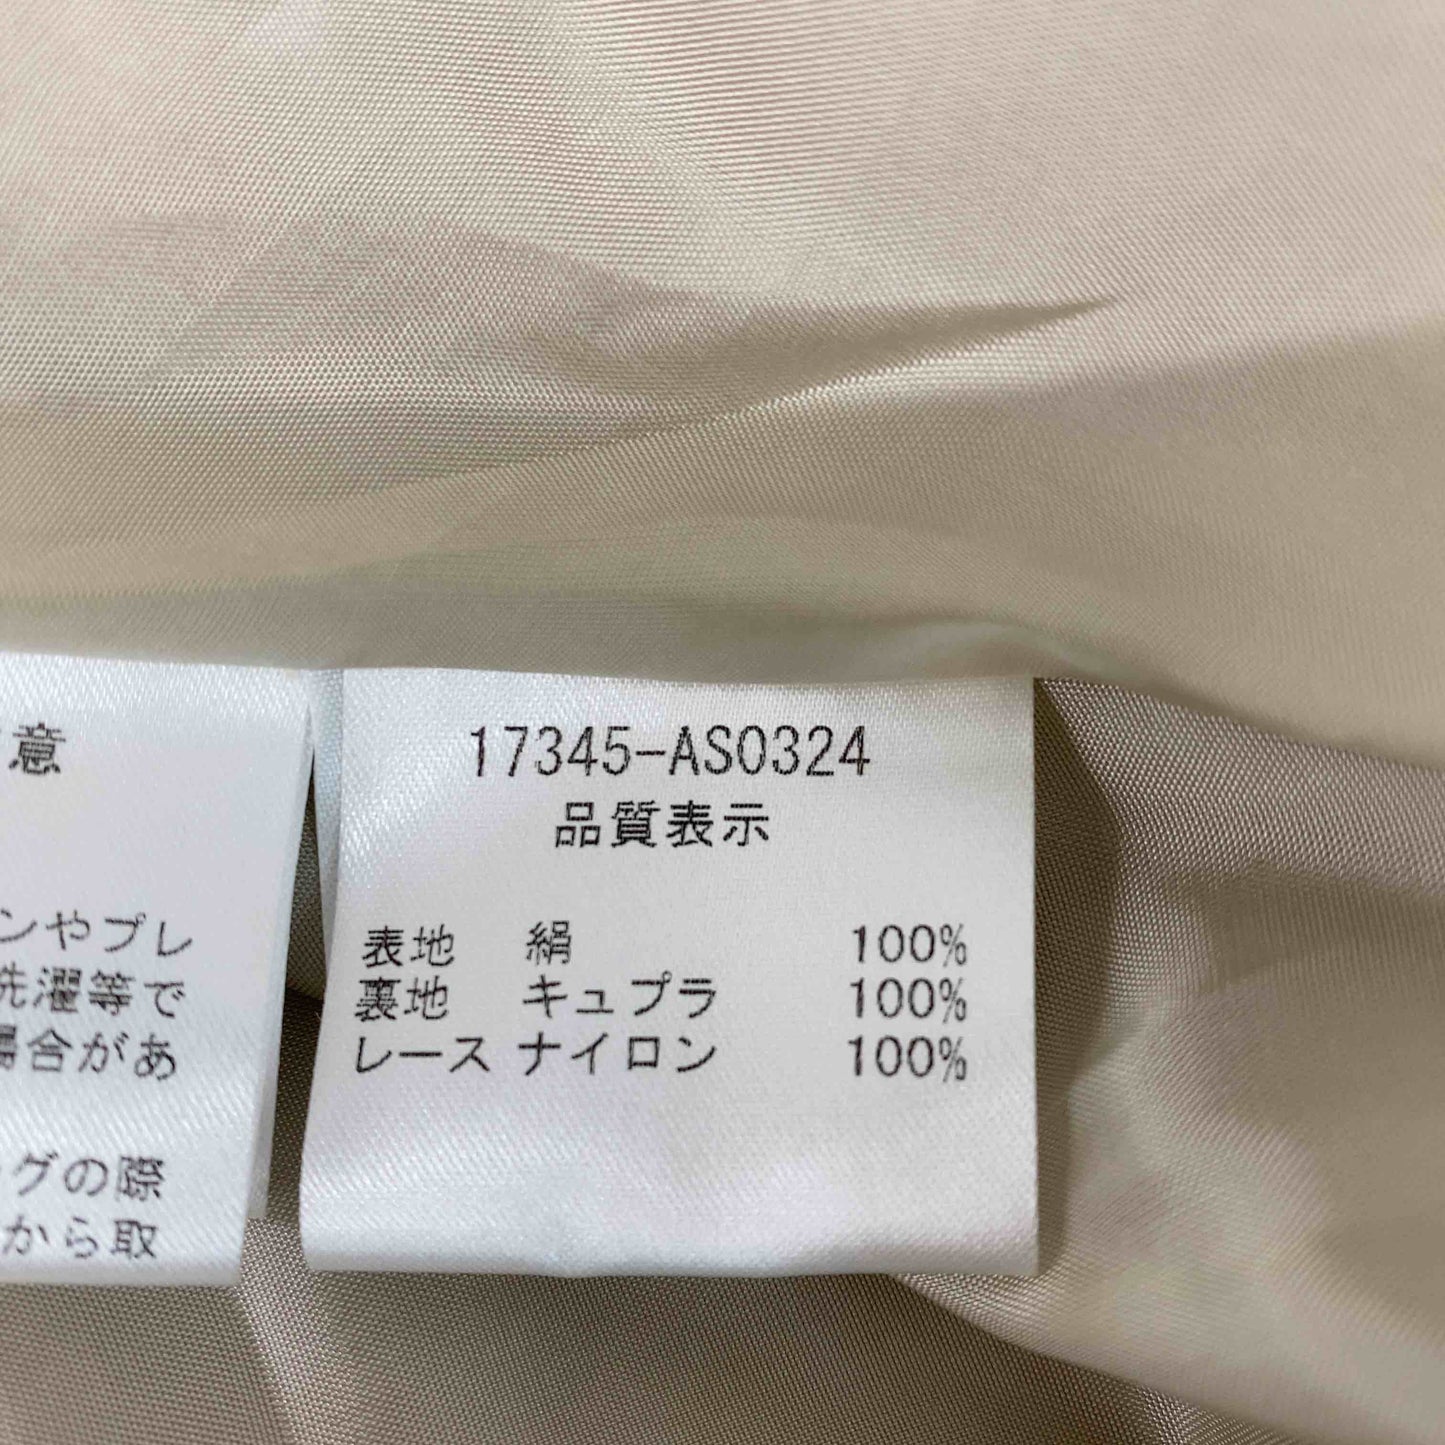 意
ンやプレ
洗濯等で
場合があ
グの際
から取
17345-AS0324
品質表示
表地 絹 100%
裏地 キュプラ 100%
レース ナイロン 100%